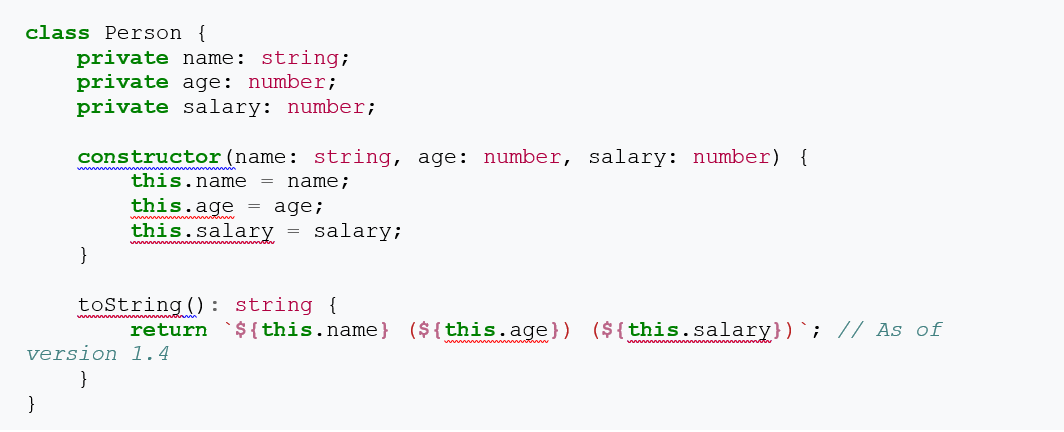 class Person {
    private name: string;
    private age: number;
    private salary: number;

    constructor(name: string, age: number, salary: number) {
        this.name = name;
        this.age = age;
        this.salary = salary;
    }

    toString(): string {
        return `${this.name} (${this.age}) (${this.salary})`; // As of
version 1.4
    }
}